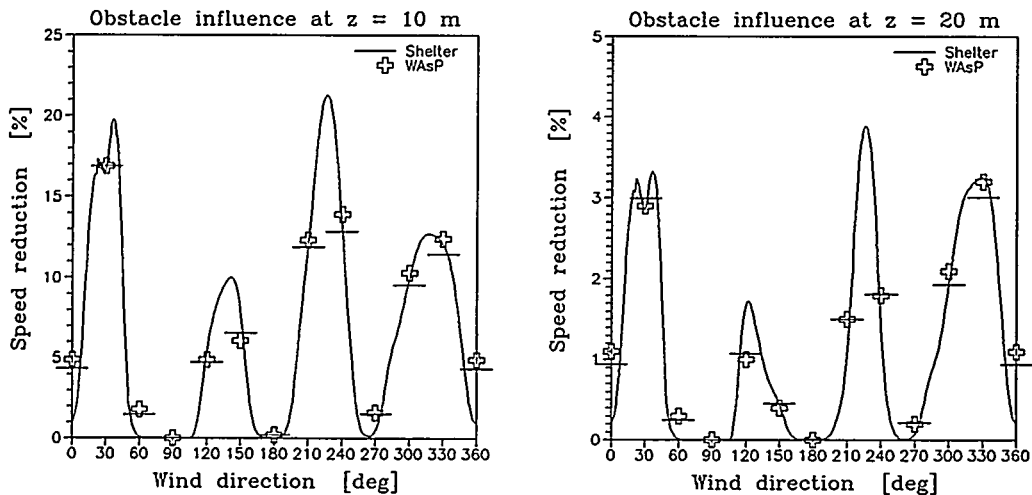 Obstacle influence at z = 10 m
25
20
15
10
5
0
Speed reduction [%]
Shelter
WAsP
0 30 60 90 120 150 180 210 240 270 300 330 360
Wind direction [deg]
Obstacle influence at z = 20 m
5
4
3
2
1
0
Speed reduction [%]
Shelter
WAsP
0 30 60 90 120 150 180 210 240 270 300 330 360
Wind direction [deg]